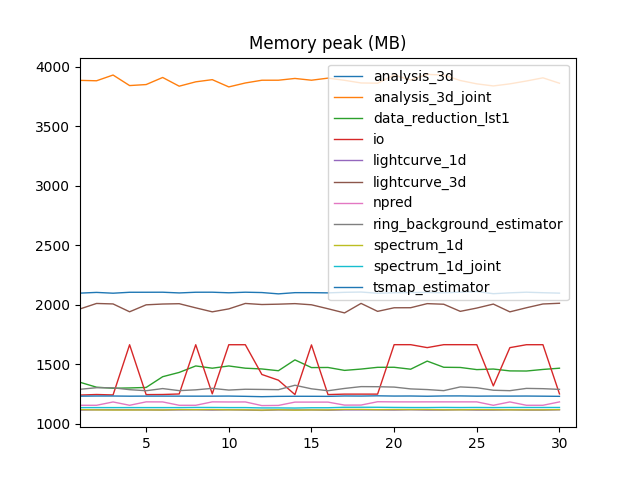 Memory peak (MB)
4000
3500
3000
2500
2000
1500
1000
5
10
15
20
25
30
analysis_3d
analysis_3d_joint
data_reduction_lst1
io
lightcurve_1d
lightcurve_3d
npred
ring_background_estimator
spectrum_1d
spectrum_1d_joint
tsmap_estimator